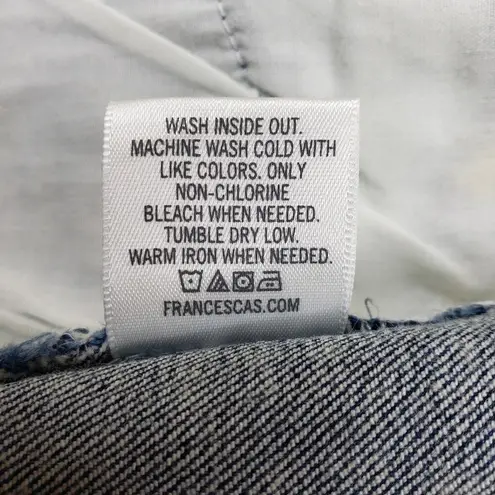 WASH INSIDE OUT.
MACHINE WASH COLD WITH
LIKE COLORS. ONLY
NON-CHLORINE
BLEACH WHEN NEEDED.
TUMBLE DRY LOW.
WARM IRON WHEN NEEDED.
FRANCESCAS.COM